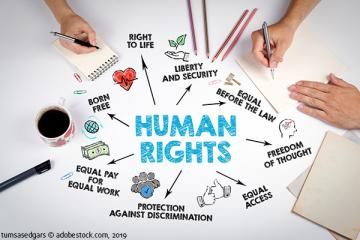 RIGHT
TO LIFE
LIBERTY
AND SECURITY
EQUAL
BEFORE THE LAW
BORN
FREE
HUMAN
RIGHTS
FREEDOM
OF THOUGHT
EQUAL PAY
FOR
EQUAL WORK
EQUAL
ACCESS
PROTECTION
AGAINST DISCRIMINATION
tumsasedgars © adobestock.com, 2019